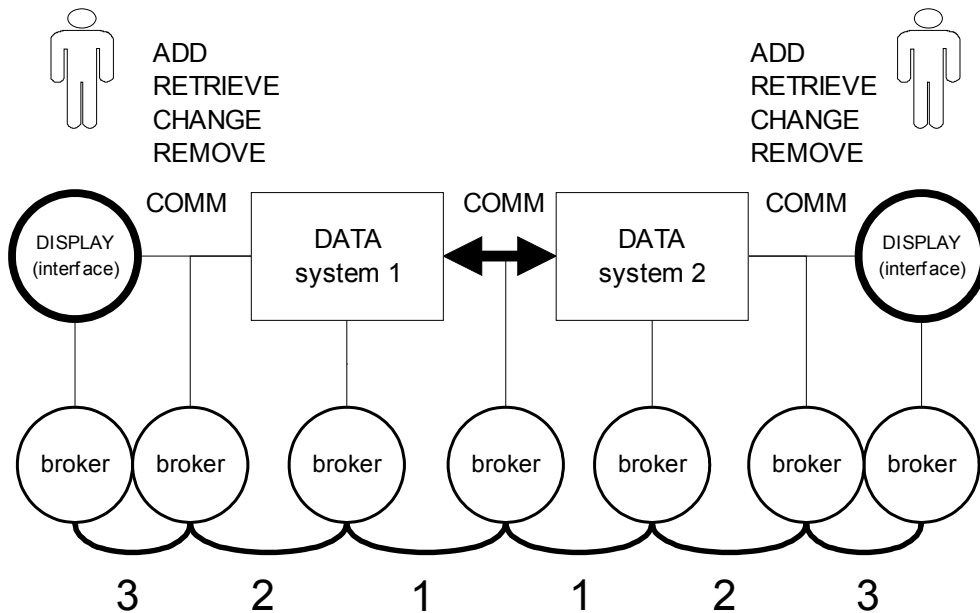 ADD
RETRIEVE
CHANGE
REMOVE
ADD
RETRIEVE
CHANGE
REMOVE
COMM
COMM
COMM
DISPLAY
(interface)
DATA
system 1
DATA
system 2
DISPLAY
(interface)
broker
broker
broker
broker
broker
broker
broker
3
2
1
1
2
3